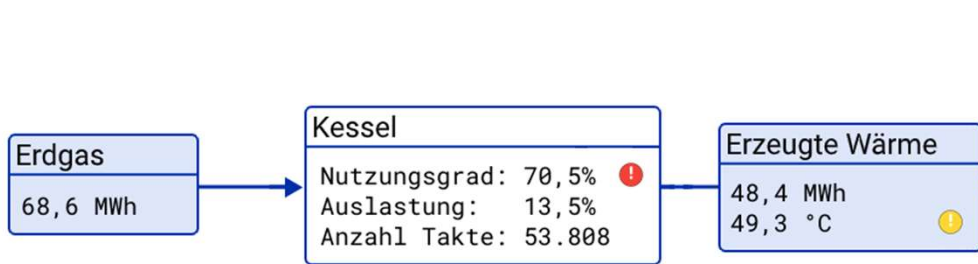 Erdgas
68,6 MWh
Kessel
Nutzungsgrad: 70,5% !
Auslastung: 13,5%
Anzahl Takte: 53.808
Erzeugte Wärme
48,4 MWh
49,3 °C !